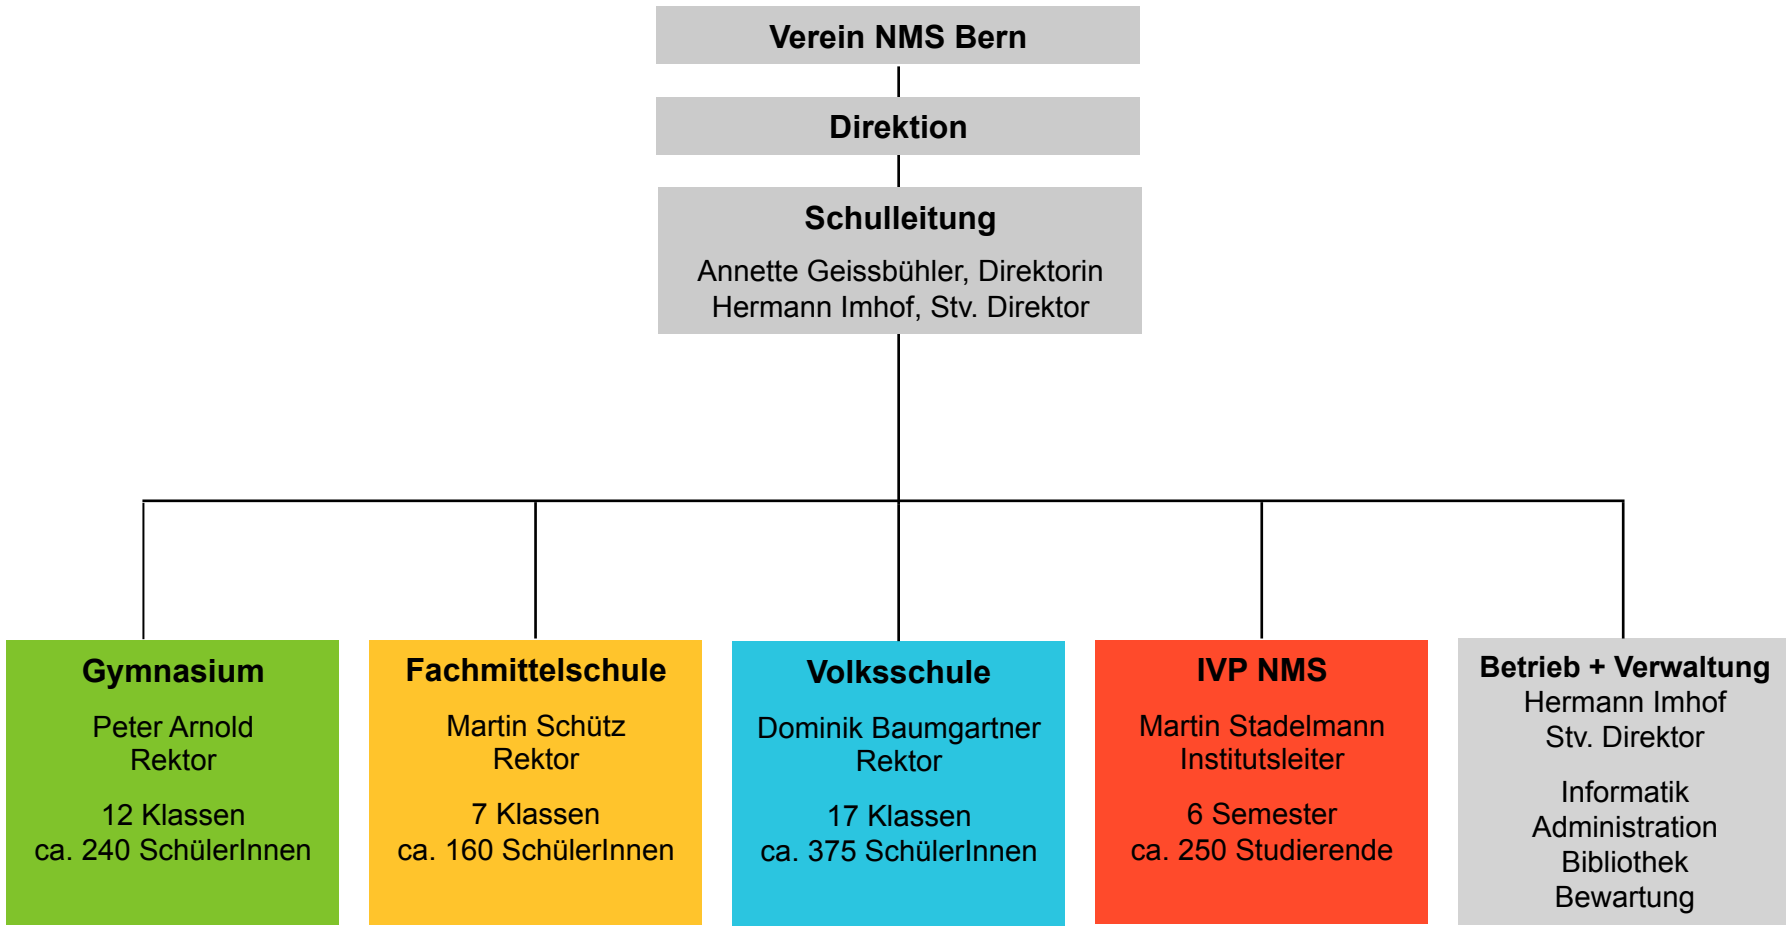 Verein NMS Bern
Direktion
Schulleitung
Annette Geissbühler, Direktorin
Hermann Imhof, Stv. Direktor
Gymnasium
Peter Arnold
Rektor
12 Klassen
ca. 240 SchülerInnen
Fachmittelschule
Martin Schütz
Rektor
7 Klassen
ca. 160 SchülerInnen
Volksschule
Dominik Baumgartner
Rektor
17 Klassen
ca. 375 SchülerInnen
IVP NMS
Martin Stadelmann
Institutsleiter
6 Semester
ca. 250 Studierende
Betrieb + Verwaltung
Hermann Imhof
Stv. Direktor
Informatik
Administration
Bibliothek
Bewartung